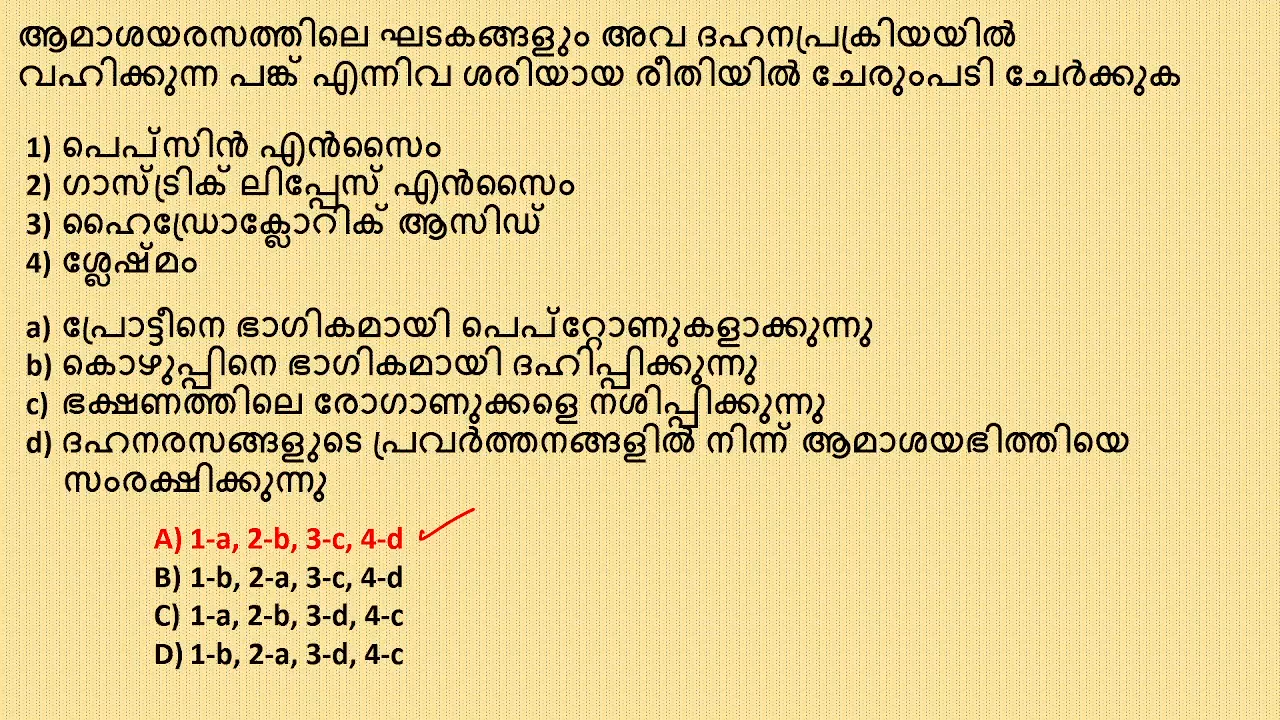 ആമാശയരസത്തിലെ ഘടകങ്ങളും അവ ദഹനപ്രക്രിയയിൽ
വഹിക്കുന്ന പങ്ക് എന്നിവ ശരിയായ രീതിയിൽ ചേരുംപടി ചേർക്കുക
1) പെപ്സിൻ എൻസൈം
2) ഗാസ്ട്രിക് ലിപ്പേസ് എൻസൈം
3) ഹൈഡ്രോക്ലോറിക് ആസിഡ്
4) ശ്ലേഷ്മം
a) പ്രോട്ടീനെ ഭാഗികമായി പെപ്റ്റോണുകളാക്കുന്നു
b) കൊഴുപ്പിനെ ഭാഗികമായി ദഹിപ്പിക്കുന്നു
c) ഭക്ഷണത്തിലെ രോഗാണുക്കളെ നശിപ്പിക്കുന്നു
d) ദഹനരസങ്ങളുടെ പ്രവർത്തനങ്ങളിൽ നിന്ന് ആമാശയഭിത്തിയെ
സംരക്ഷിക്കുന്നു
A) 1-a, 2-b, 3-c, 4-d
B) 1-b, 2-a, 3-c, 4-d
C) 1-a, 2-b, 3-d, 4-c
D) 1-b, 2-a, 3-d, 4-c